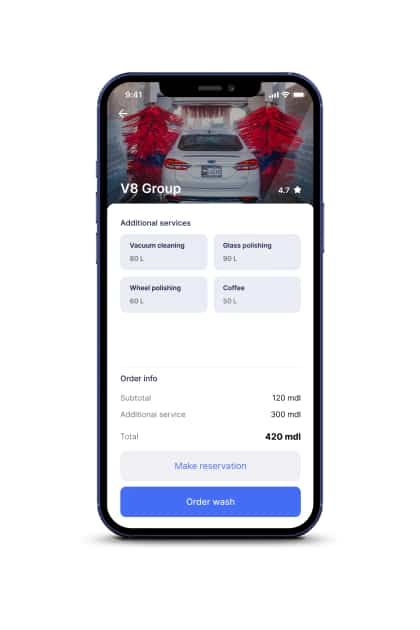 9:41
V8 Group
4.7
Additional services
Vacuum cleaning
80 L
Glass polishing
90 L
Wheel polishing
60 L
Coffee
50 L
Order info
Subtotal 120 mdl
Additional service 300 mdl
Total 420 mdl
Make reservation
Order wash